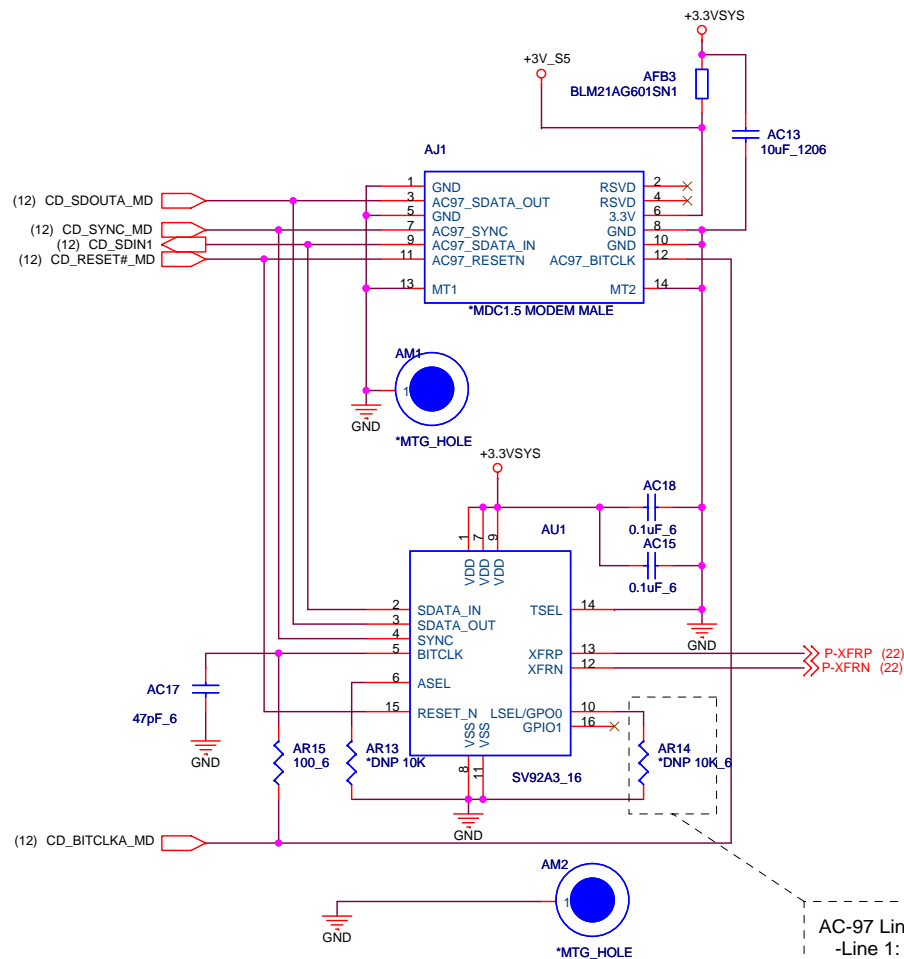 +3.3VSYS
+3V_S5
AFB3
BLM21AG601SN1
AC13
10uF_1206
AJ1
1 GND RSVD 2
(12) CD_SDOUTA_MD 3 AC97_SDATA_OUT RSVD 4
5 GND 3.3V 6
(12) CD_SYNC_MD 7 AC97_SYNC GND 8
(12) CD_SDIN1 9 AC97_SDATA_IN GND 10
(12) CD_RESET#_MD 11 AC97_RESETN AC97_BITCLK 12
13 MT1 MT2 14
*MDC1.5 MODEM MALE
AM1
1
GND
*MTG_HOLE
+3.3VSYS
AC18
0.1uF_6
AU1
AC15
0.1uF_6
1 7 9
VDD VDD VDD
2 SDATA_IN TSEL 14
3 SDATA_OUT
4 SYNC
GND
5 BITCLK XFRP 13 P-XFRP (22)
XFRN 12 P-XFRN (22)
6 ASEL
AC17
47pF_6
15 RESET_N LSEL/GPO0 10
GPIO1 16
VSS VSS
8 11
GND
AR15
100_6
AR13
*DNP 10K
AR14
*DNP 10K_6
SV92A3_16
GND
(12) CD_BITCLKA_MD
AM2
1
GND
*MTG_HOLE
AC-97 Lin
-Line 1: